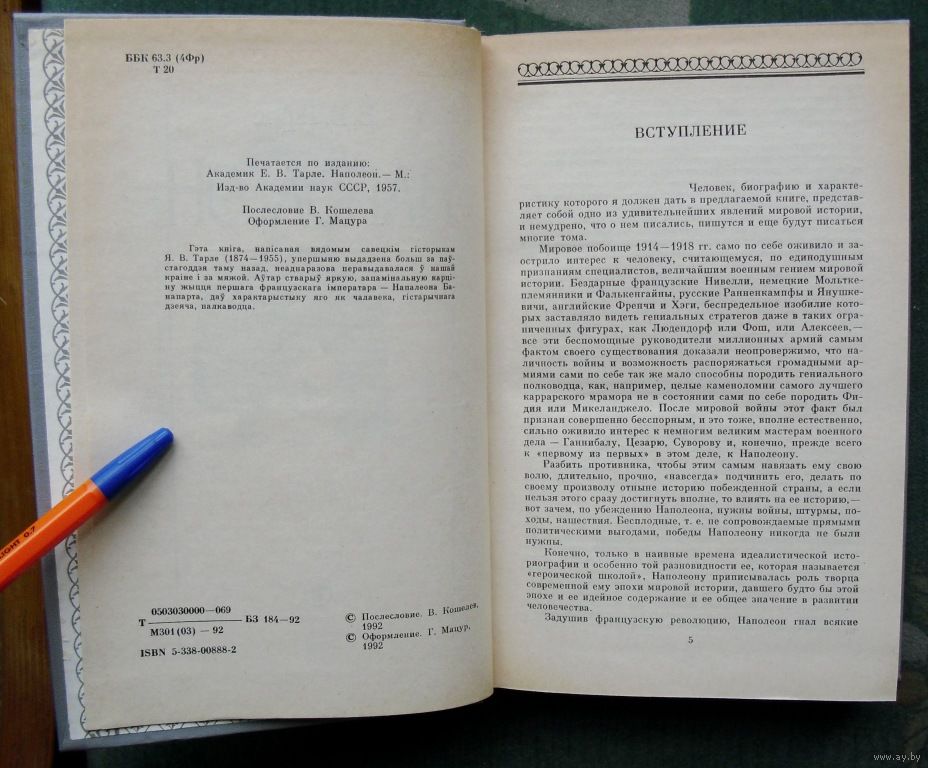 ББК 63.3 (4Фр)
Т 20
Печатается по изданию:
Академик Е. В. Тарле. Наполеон.— М.:
Изд-во Академии наук СССР, 1957.
Послесловие В. Кошелева
Оформление Г. Мацура
Гэта кніга, напісаная вядомым савецкім гісторыкам
Я. В. Тарле (1874—1955), упершыню выдадзена больш за паў-
стагоддзя таму назад, неаднаразова перавыдавалася ў нашай
краіне і за мяжой. Аўтар стварыў яркую, запамінальную карці-
ну жыцця першага французскага імператара — Напалеона Ба-
напарта, даў характарыстыку яго як чалавека, гістарычнага
дзеяча, палкаводца.
0503030000—069
Т БЗ 184—92
М301(03) — 92
ISBN 5-338-00888-2
© Послесловие. В. Кошелев,
1992
© Оформление. Г. Мацур,
1992
LIGHT 0.7
ВСТУПЛЕНИЕ
Человек, биографию и характе-
ристику которого я должен дать в предлагаемой книге, представ-
ляет собой одно из удивительнейших явлений мировой истории,
и немудрено, что о нем писались, пишутся и еще будут писаться
многие тома.
Мировое побоище 1914—1918 гг. само по себе оживило и за-
острило интерес к человеку, считающемуся, по единодушным
признаниям специалистов, величайшим военным гением мировой
истории. Бездарные французские Нивелли, немецкие Мольтке-
племянники и Фалькенгайны, русские Ранненкампфы и Янушке-
вичи, английские Френчи и Хэги, беспредельное изобилие кото-
рых заставляло видеть гениальных стратегов даже в таких огра-
ниченных фигурах, как Людендорф или Фош, или Алексеев,—
все эти беспомощные руководители миллионных армий самым
фактом своего существования доказали неопровержимо, что на-
личность войны и возможность распоряжаться громадными ар-
миями сами по себе так же мало способны породить гениального
полководца, как, например, целые каменоломни самого лучшего
каррарского мрамора не в состоянии сами по себе породить Фи-
дия или Микеланджело. После мировой войны этот факт был
признан совершенно бесспорным, и это тоже, вполне естественно,
сильно оживило интерес к немногим великим мастерам военного
дела — Ганнибалу, Цезарю, Суворову и, конечно, прежде всего
к «первому из первых» в этом деле, к Наполеону.
Разбить противника, чтобы этим самым навязать ему свою
волю, длительно, прочно, «навсегда» подчинить его, делать по
своему произволу отныне историю побежденной страны, а если
нельзя этого сразу достигнуть вполне, то влиять на ее историю,—
вот зачем, по убеждению Наполеона, нужны войны, штурмы, по-
ходы, нашествия. Бесплодные, т. е. не сопровождаемые прямыми
политическими выгодами, победы Наполеону никогда не были
нужны.
Конечно, только в наивные времена идеалистической исто-
риографии и особенно той разновидности ее, которая называется
«героической школой», Наполеону приписывалась роль творца
современной ему эпохи мировой истории, давшего будто бы этой
эпохе и ее идейное содержание и ее общее значение в развитии
человечества.
Задушив французскую революцию, Наполеон гнал всякие
5
www.ay.by